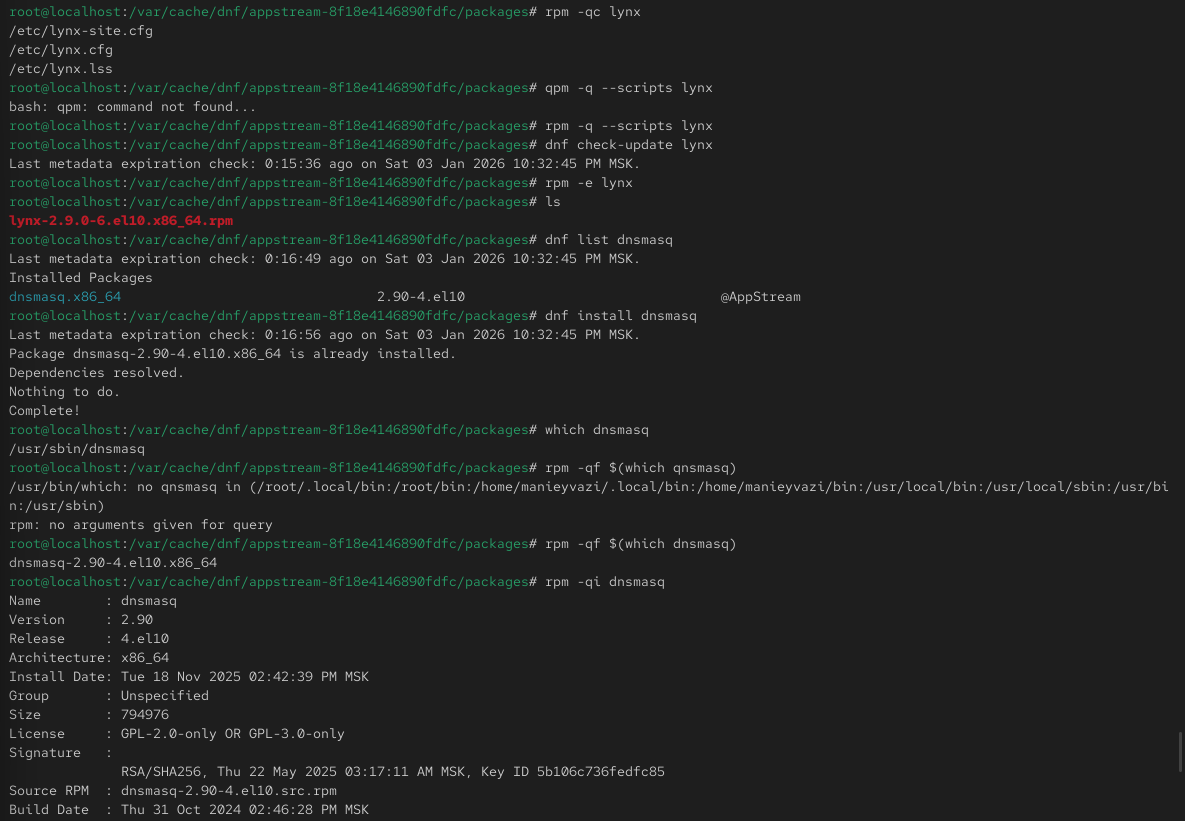 root@localhost:/var/cache/dnf/appstream-8f18e4146890fdfc/packages# rpm -qc lynx
/etc/lynx-site.cfg
/etc/lynx.cfg
/etc/lynx.lss
root@localhost:/var/cache/dnf/appstream-8f18e4146890fdfc/packages# qpm -q --scripts lynx
bash: qpm: command not found...
root@localhost:/var/cache/dnf/appstream-8f18e4146890fdfc/packages# rpm -q --scripts lynx
root@localhost:/var/cache/dnf/appstream-8f18e4146890fdfc/packages# dnf check-update lynx
Last metadata expiration check: 0:15:36 ago on Sat 03 Jan 2026 10:32:45 PM MSK.
root@localhost:/var/cache/dnf/appstream-8f18e4146890fdfc/packages# rpm -e lynx
root@localhost:/var/cache/dnf/appstream-8f18e4146890fdfc/packages# ls
lynx-2.9.0-6.el10.x86_64.rpm
root@localhost:/var/cache/dnf/appstream-8f18e4146890fdfc/packages# dnf list dnsmasq
Last metadata expiration check: 0:16:49 ago on Sat 03 Jan 2026 10:32:45 PM MSK.
Installed Packages
dnsmasq.x86_64                                2.90-4.el10                                @AppStream
root@localhost:/var/cache/dnf/appstream-8f18e4146890fdfc/packages# dnf install dnsmasq
Last metadata expiration check: 0:16:56 ago on Sat 03 Jan 2026 10:32:45 PM MSK.
Package dnsmasq-2.90-4.el10.x86_64 is already installed.
Dependencies resolved.
Nothing to do.
Complete!
root@localhost:/var/cache/dnf/appstream-8f18e4146890fdfc/packages# which dnsmasq
/usr/sbin/dnsmasq
root@localhost:/var/cache/dnf/appstream-8f18e4146890fdfc/packages# rpm -qf $(which qnsmasq)
/usr/bin/which: no qnsmasq in (/root/.local/bin:/root/bin:/home/manieyvazi/.local/bin:/home/manieyvazi/bin:/usr/local/bin:/usr/local/sbin:/usr/bi
n:/usr/sbin)
rpm: no arguments given for query
root@localhost:/var/cache/dnf/appstream-8f18e4146890fdfc/packages# rpm -qf $(which dnsmasq)
dnsmasq-2.90-4.el10.x86_64
root@localhost:/var/cache/dnf/appstream-8f18e4146890fdfc/packages# rpm -qi dnsmasq
Name        : dnsmasq
Version     : 2.90
Release     : 4.el10
Architecture: x86_64
Install Date: Tue 18 Nov 2025 02:42:39 PM MSK
Group       : Unspecified
Size        : 794976
License     : GPL-2.0-only OR GPL-3.0-only
Signature   :
              RSA/SHA256, Thu 22 May 2025 03:17:11 AM MSK, Key ID 5b106c736fedfc85
Source RPM  : dnsmasq-2.90-4.el10.src.rpm
Build Date  : Thu 31 Oct 2024 02:46:28 PM MSK